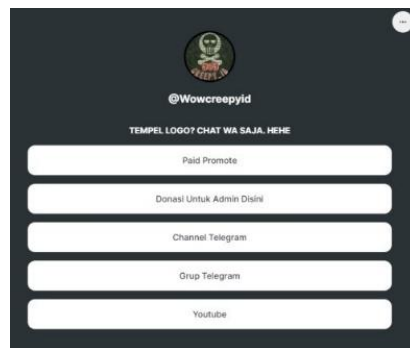 @Wowcreepyid
TEMPEL LOGO? CHAT WA SAJA. HEHE
Paid Promote
Donasi Untuk Admin Disini
Channel Telegram
Grup Telegram
Youtube